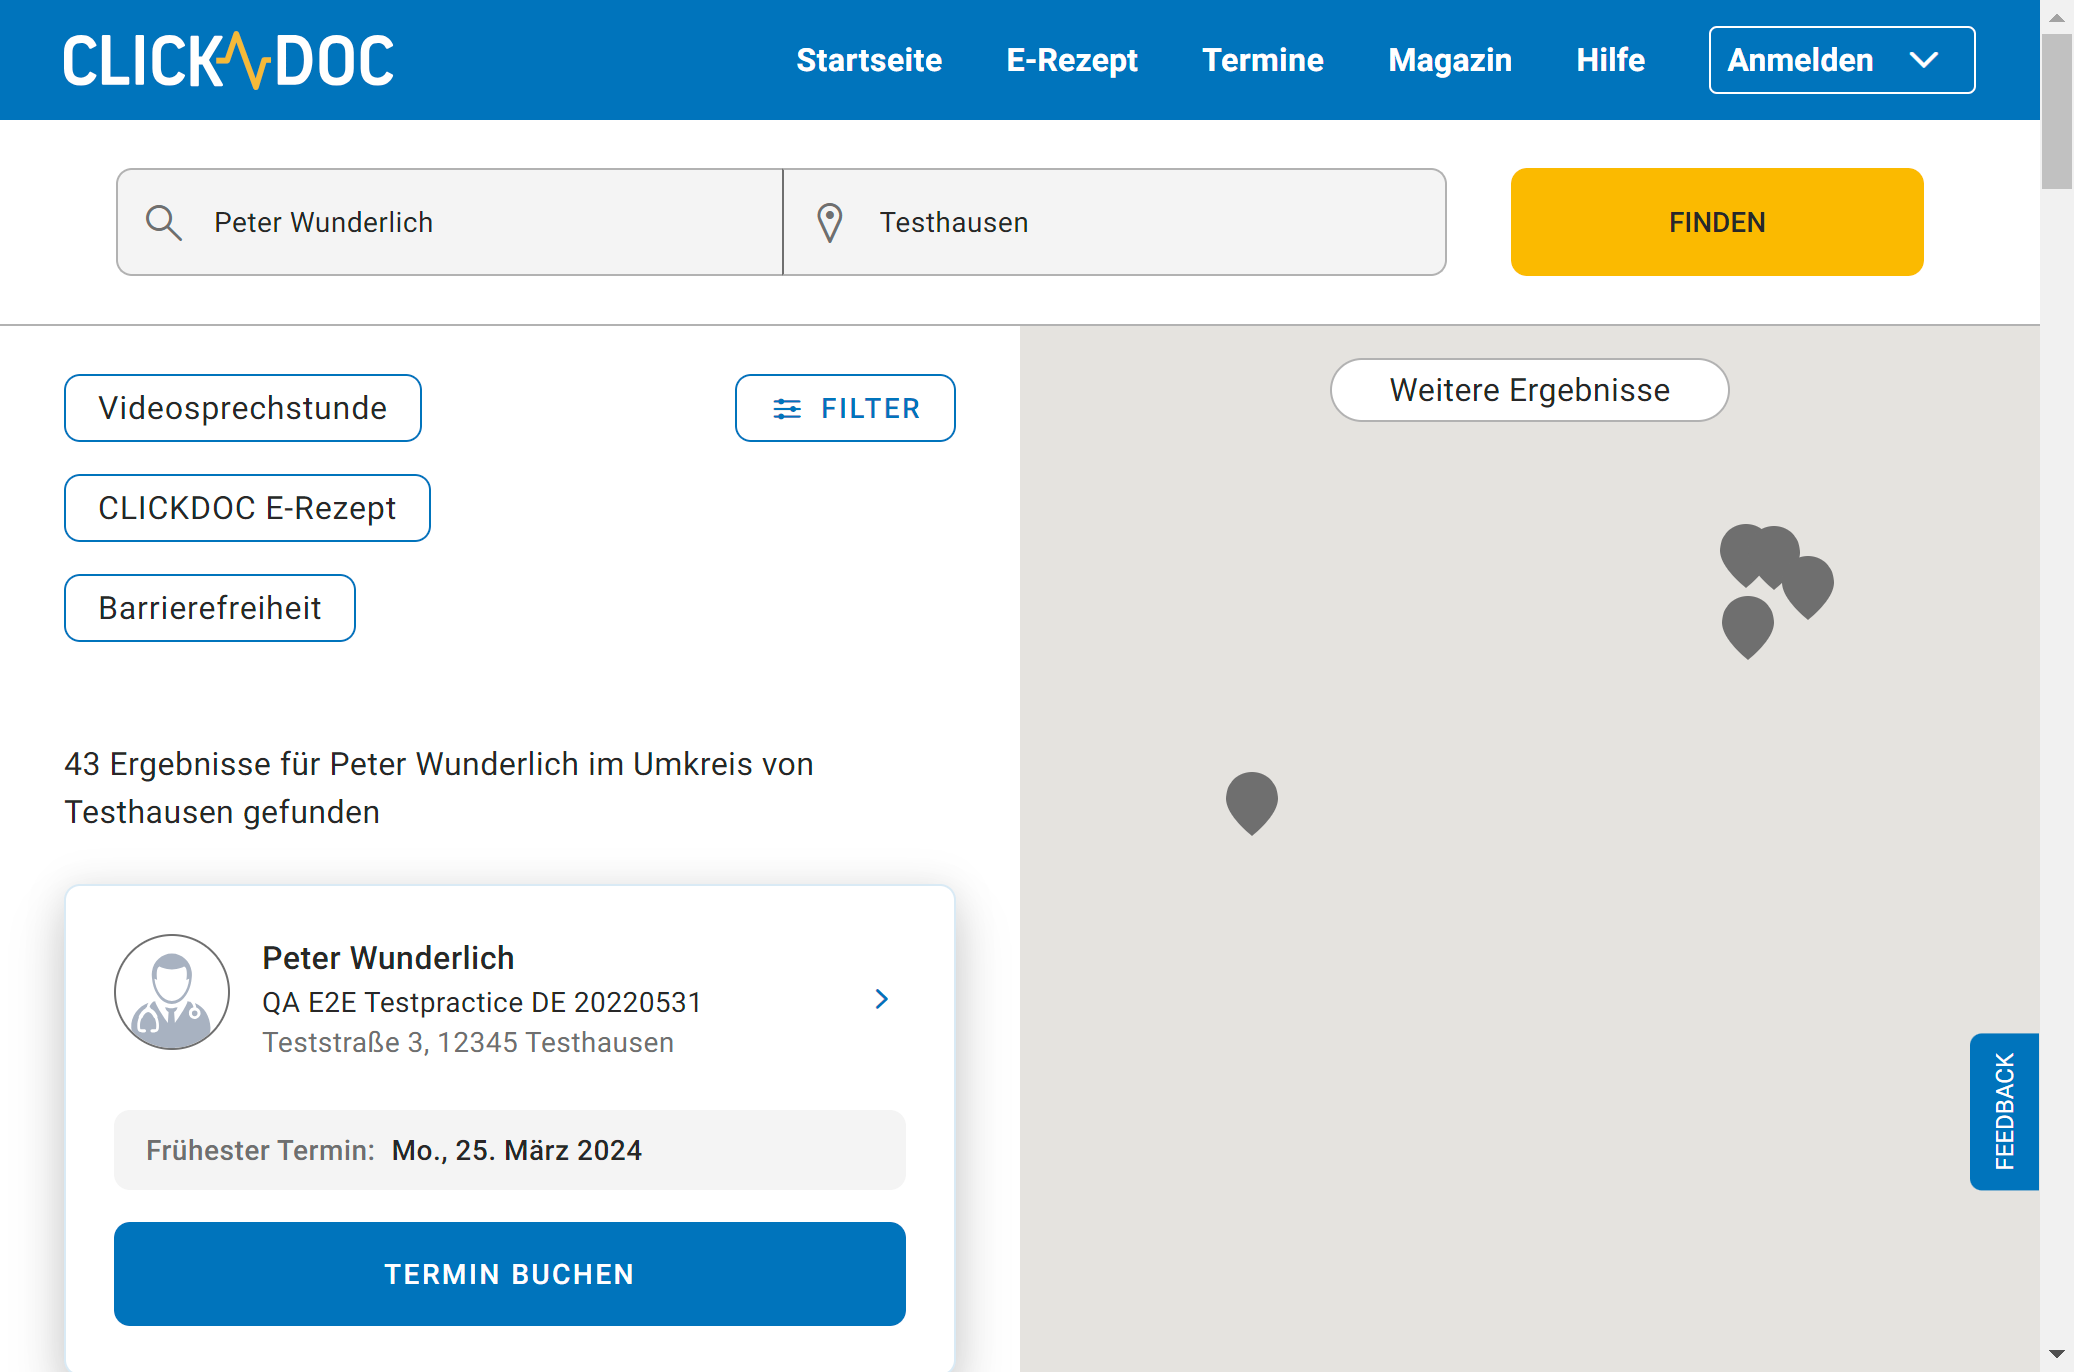 CLICK DOC
Startseite
E-Rezept
Termine
Magazin
Hilfe
Anmelden
Peter Wunderlich
Testhausen
FINDEN
Videosprechstunde
FILTER
CLICKDOC E-Rezept
Barrierefreiheit
Weitere Ergebnisse
43 Ergebnisse für Peter Wunderlich im Umkreis von
Testhausen gefunden
Peter Wunderlich
QA E2E Testpractice DE 20220531
Teststraße 3, 12345 Testhausen
Frühester Termin: Mo., 25. März 2024
TERMIN BUCHEN
FEEDBACK